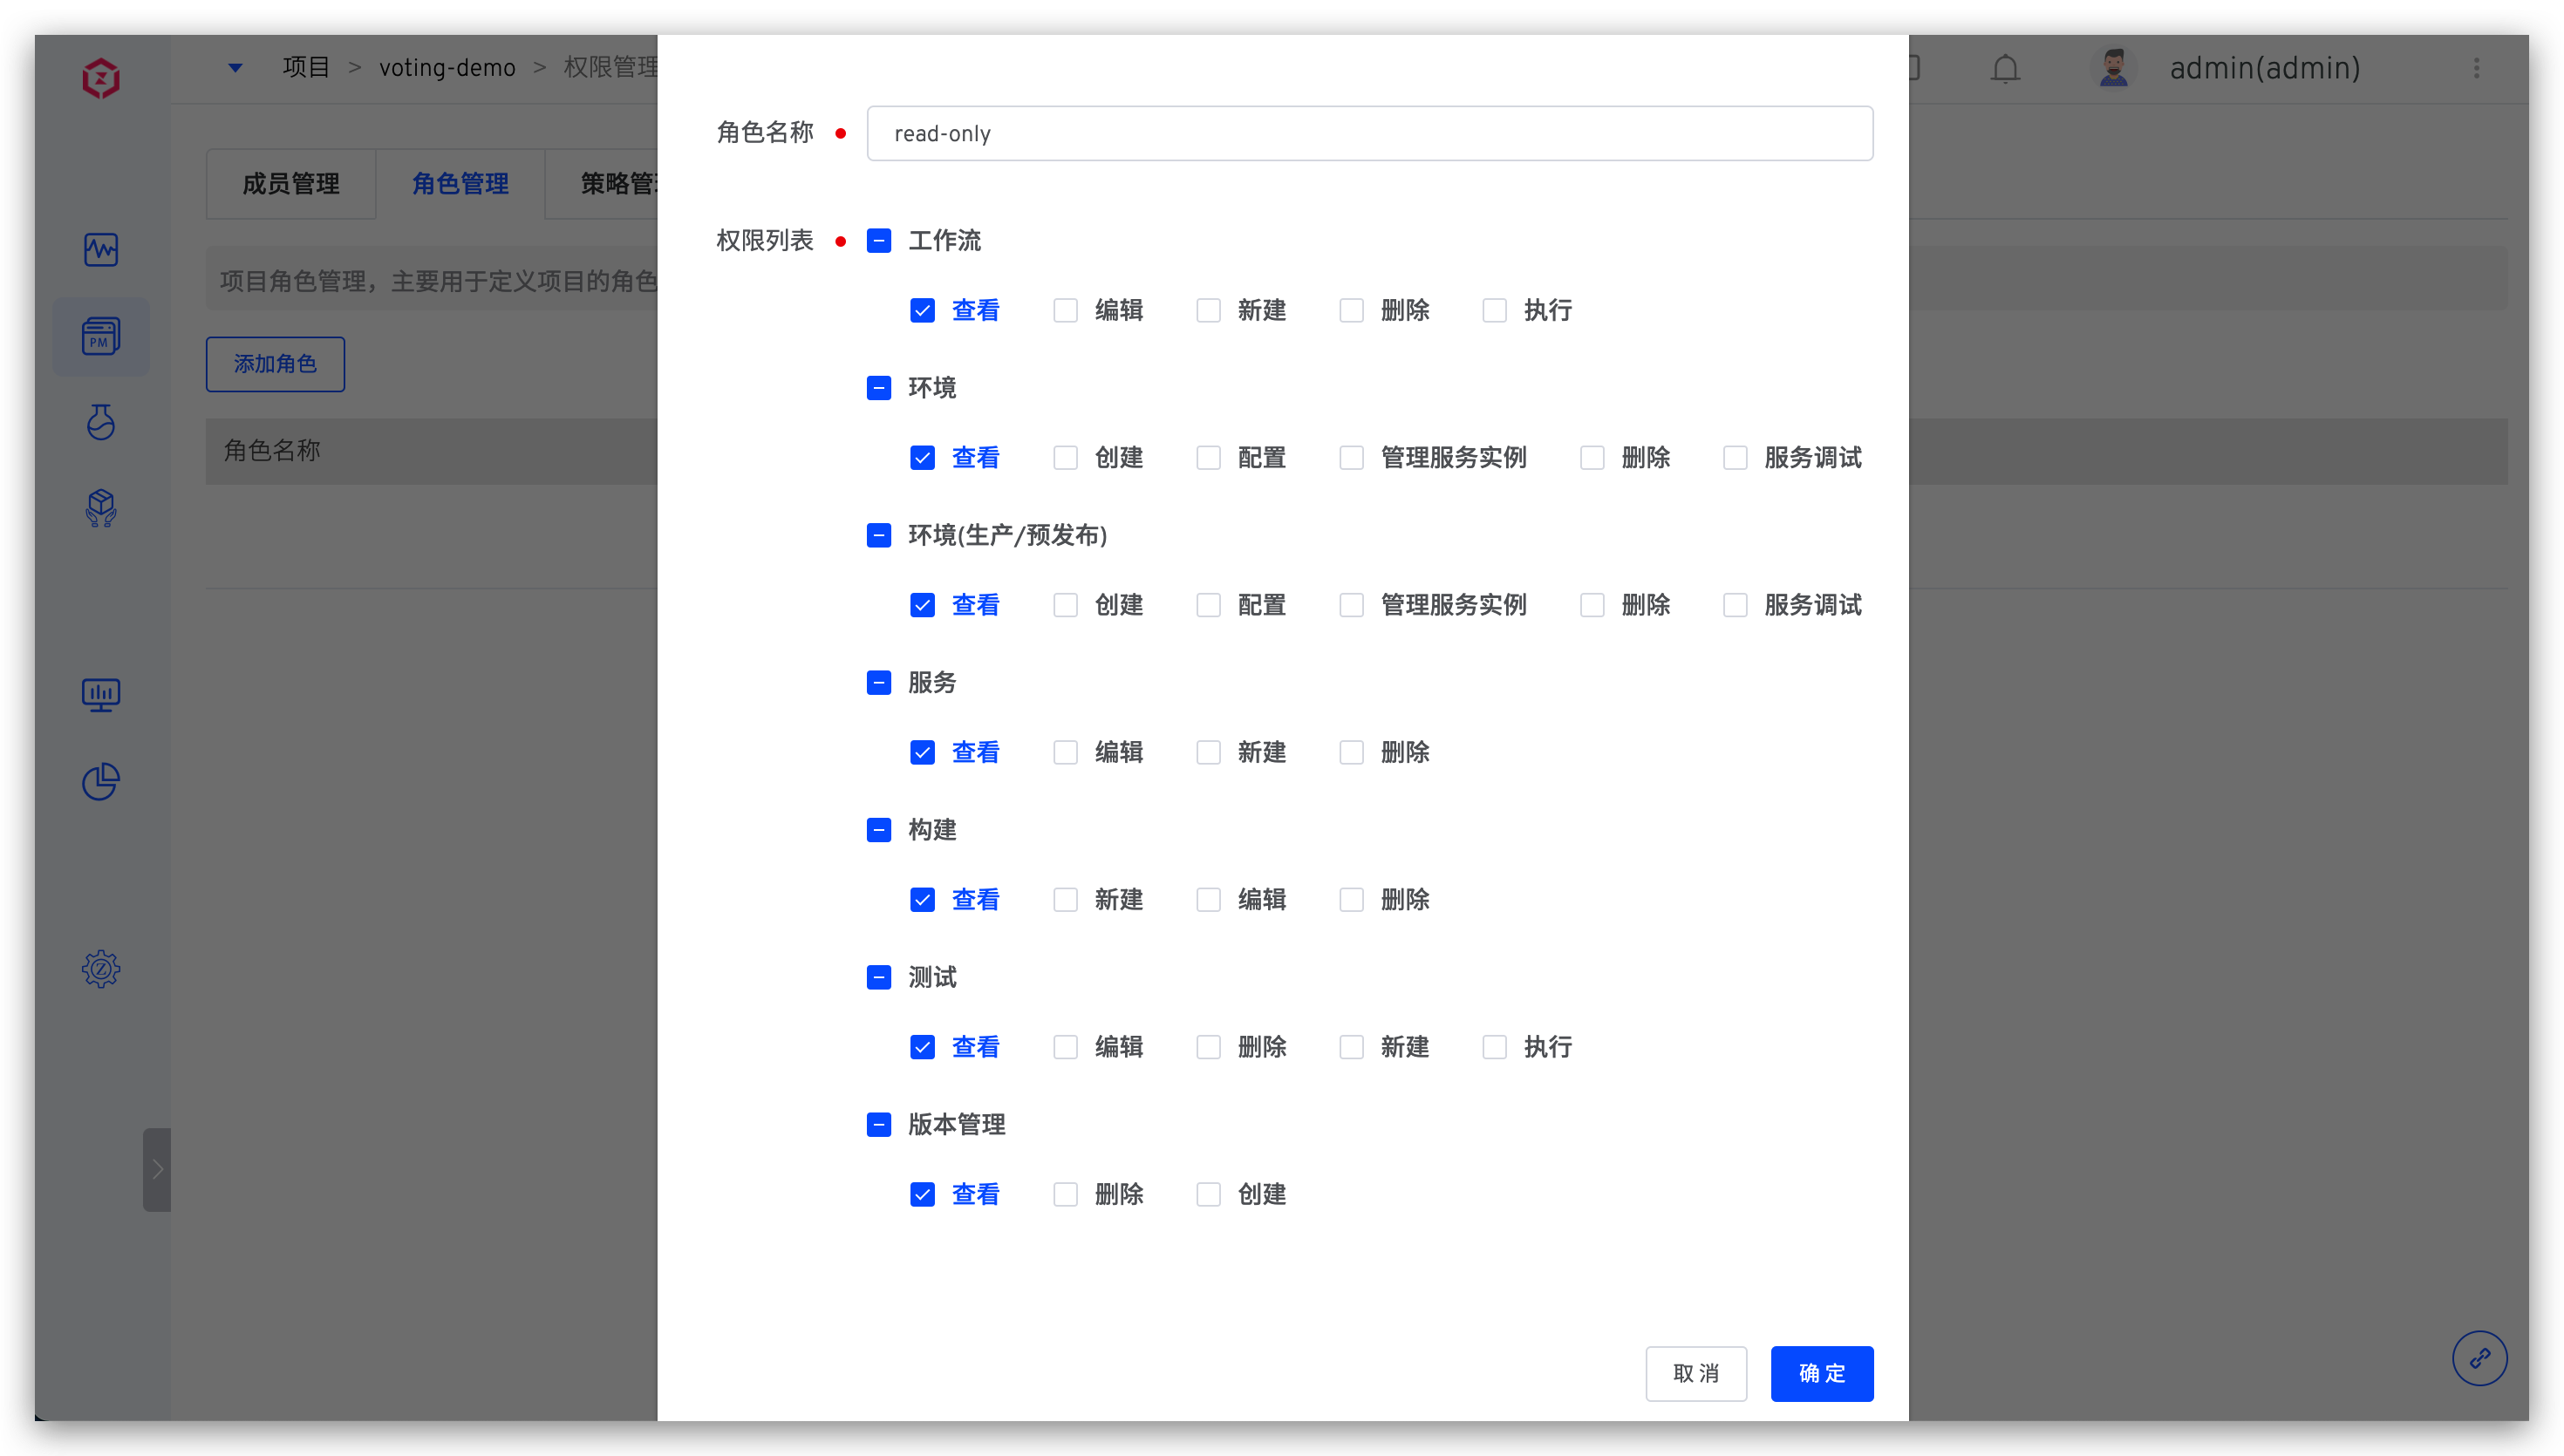 项目 > voting-demo > 权限管理
admin(admin)
成员管理 角色管理 策略管
项目角色管理，主要用于定义项目的角色
添加角色
角色名称
PM
角色名称 read-only
权限列表 工作流
查看 编辑 新建 删除 执行
环境
查看 创建 配置 管理服务实例 删除 服务调试
环境(生产/预发布)
查看 创建 配置 管理服务实例 删除 服务调试
服务
查看 编辑 新建 删除
构建
查看 新建 编辑 删除
测试
查看 编辑 删除 新建 执行
版本管理
查看 删除 创建
取消 确定